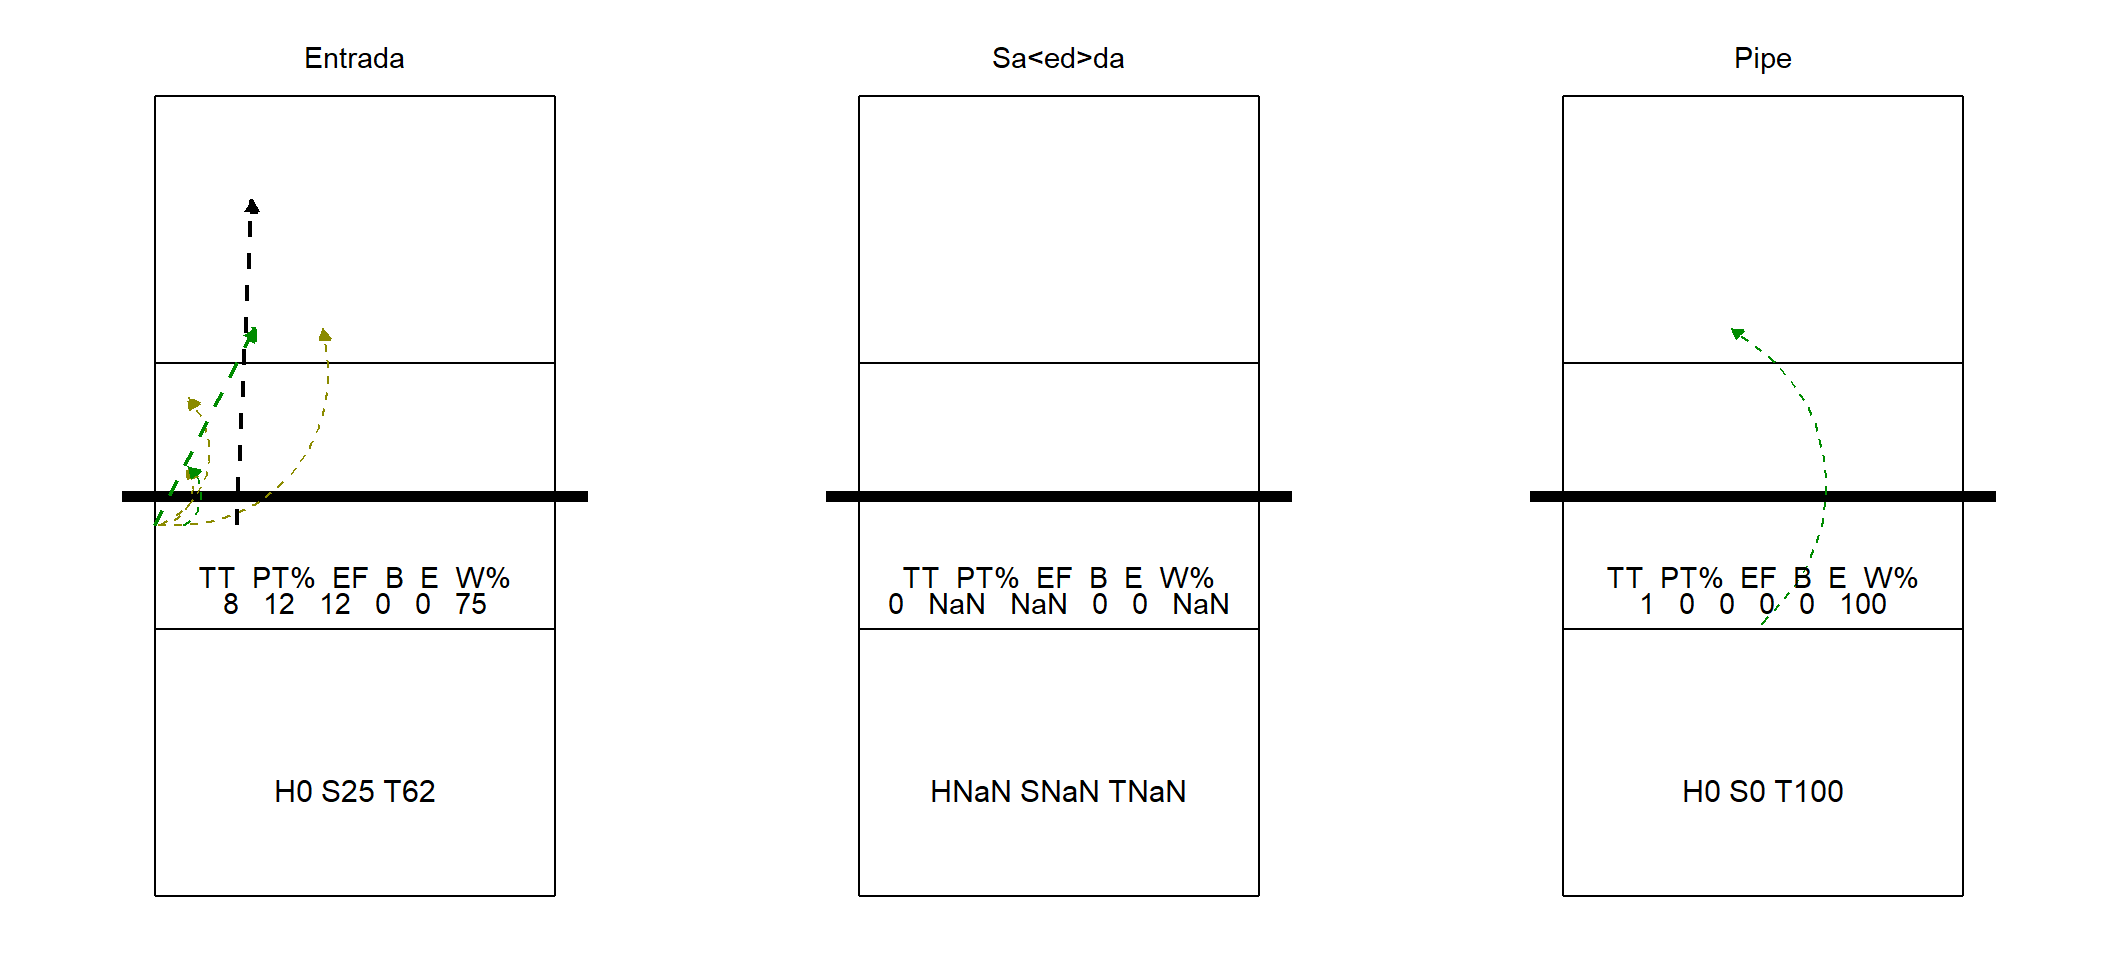 Entrada
TT PT% EF B E W%
8 12 12 0 0 75
H0 S25 T62
Sa<ed>da
TT PT% EF B E W%
0 NaN NaN 0 0 NaN
HNaN SNaN TNaN
Pipe
TT PT% EF B E W%
1 0 0 0 0 100
H0 S0 T100